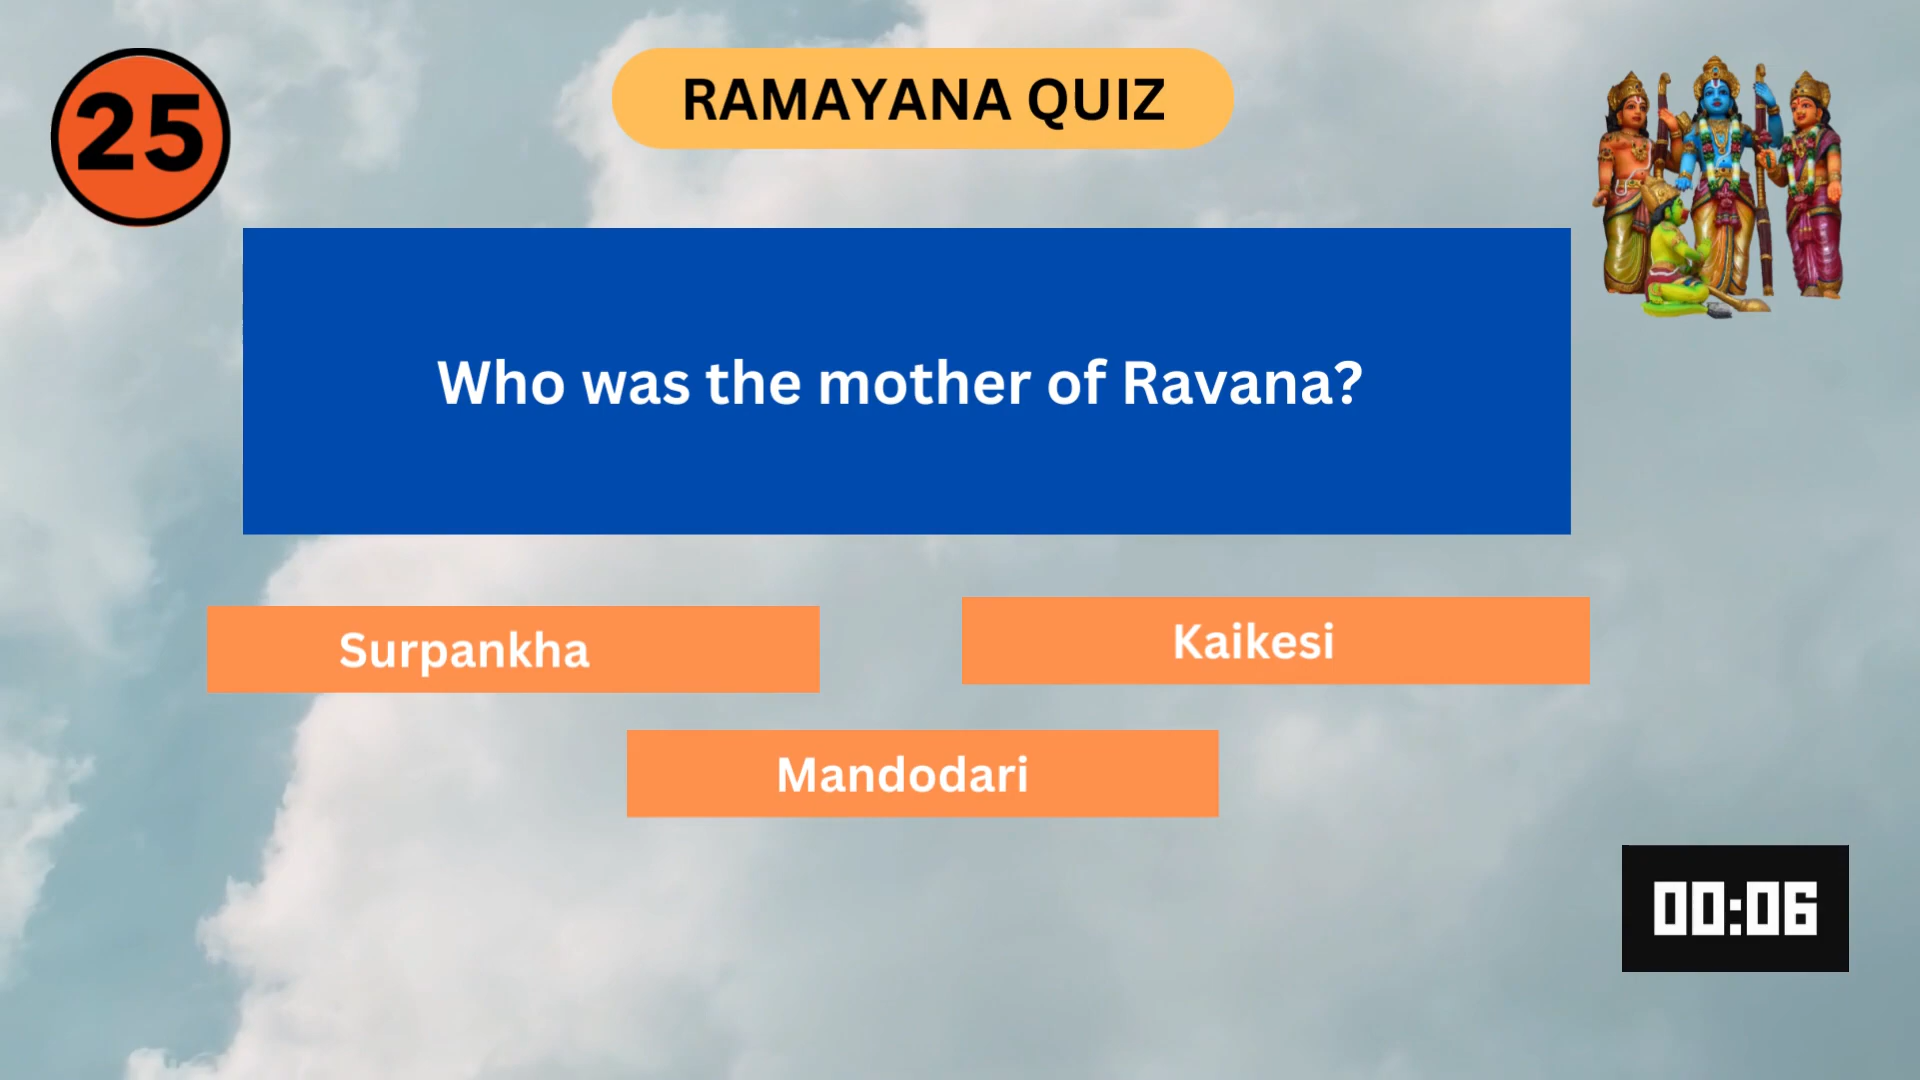 25
RAMAYANA QUIZ
Who was the mother of Ravana?
Surpankha
Kaikesi
Mandodari
00:06